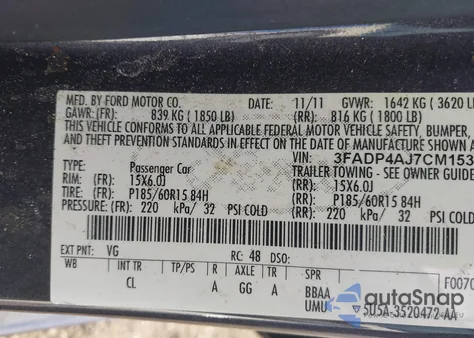 MFD. BY FORD MOTOR CO. DATE: 11/11 GVWR: 1642 KG ( 3620 L
GAWR: (FR): 839 KG ( 1850 LB) (RR): 816 KG ( 1800 LB)
THIS VEHICLE CONFORMS TO ALL APPLICABLE FEDERAL MOTOR VEHICLE SAFETY, BUMPER,
AND THEFT PREVENTION STANDARDS IN EFFECT ON THE DATE OF MANUFACTURE
VIN: 3FADP4AJ7CM153
TYPE: Passenger Car TRAILER TOWING - SEE OWNER GUIDE
RIM: (FR): 15X6.0J (RR): 15X6.0J
TIRE: (FR): P185/60R15 84H (RR): P185/60R15 84H
PRESSURE: (FR): 220 kPa/ 32 PSI COLD (RR): 220 kPa/ 32 PSI COLD
EXT PNT: VG RC: 48 DSO:
WB INT TR TP/PS R AXLE TR SPR F0070
CL A GG A BBAA
UMU 5U5A-3520472-AA
autoSnap
by USA